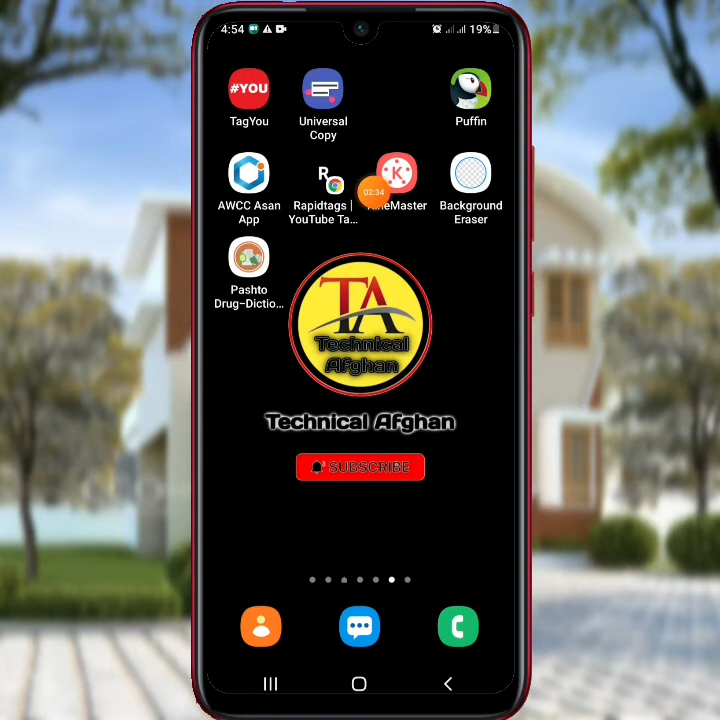 4:54
19%
#YOU
TagYou
Universal
Copy
Puffin
AWCC Asan
App
R
Rapidtags |
YouTube Ta...
02:34
K
neMaster
Background
Eraser
Pashto
Drug-Dictio...
TA
Technical
Afghan
Technical Afghan
SUBSCRIBE